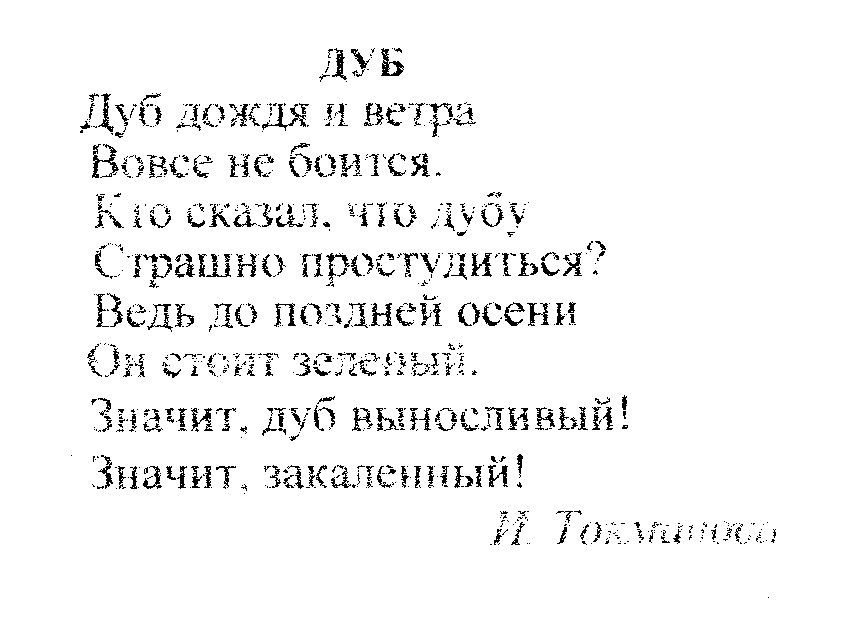 ДУБ
Дуб дождя и ветра
Вовсе не боится.
Кто сказал, что дубу
Страшно простудиться?
Ведь до поздней осени
Он стоит зеленый.
Значит, дуб выносливый!
Значит, закаленный!
И. Токмакова